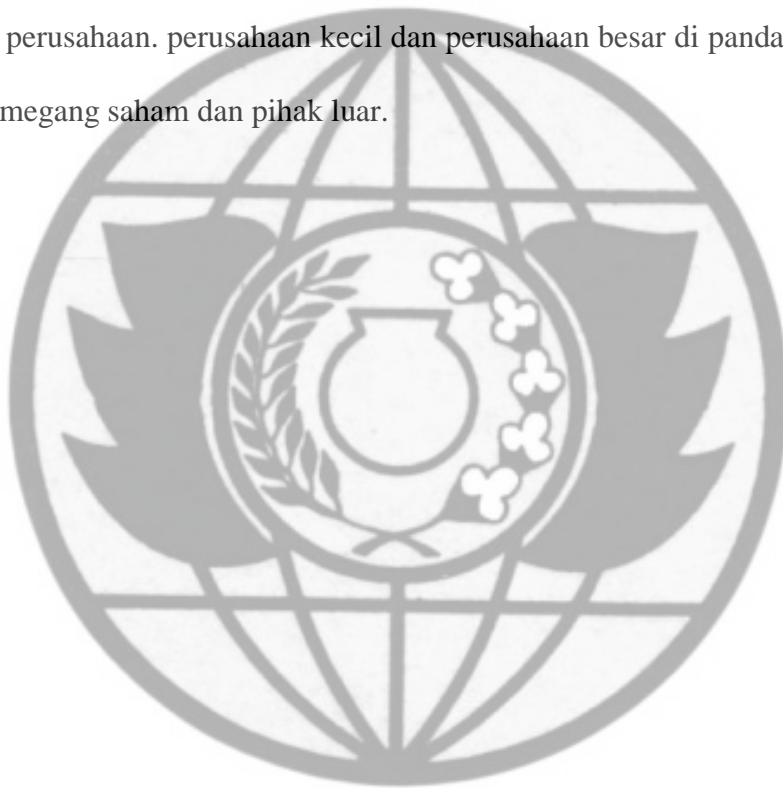 perusahaan. perusahaan kecil dan perusahaan besar di panda
megang saham dan pihak luar.